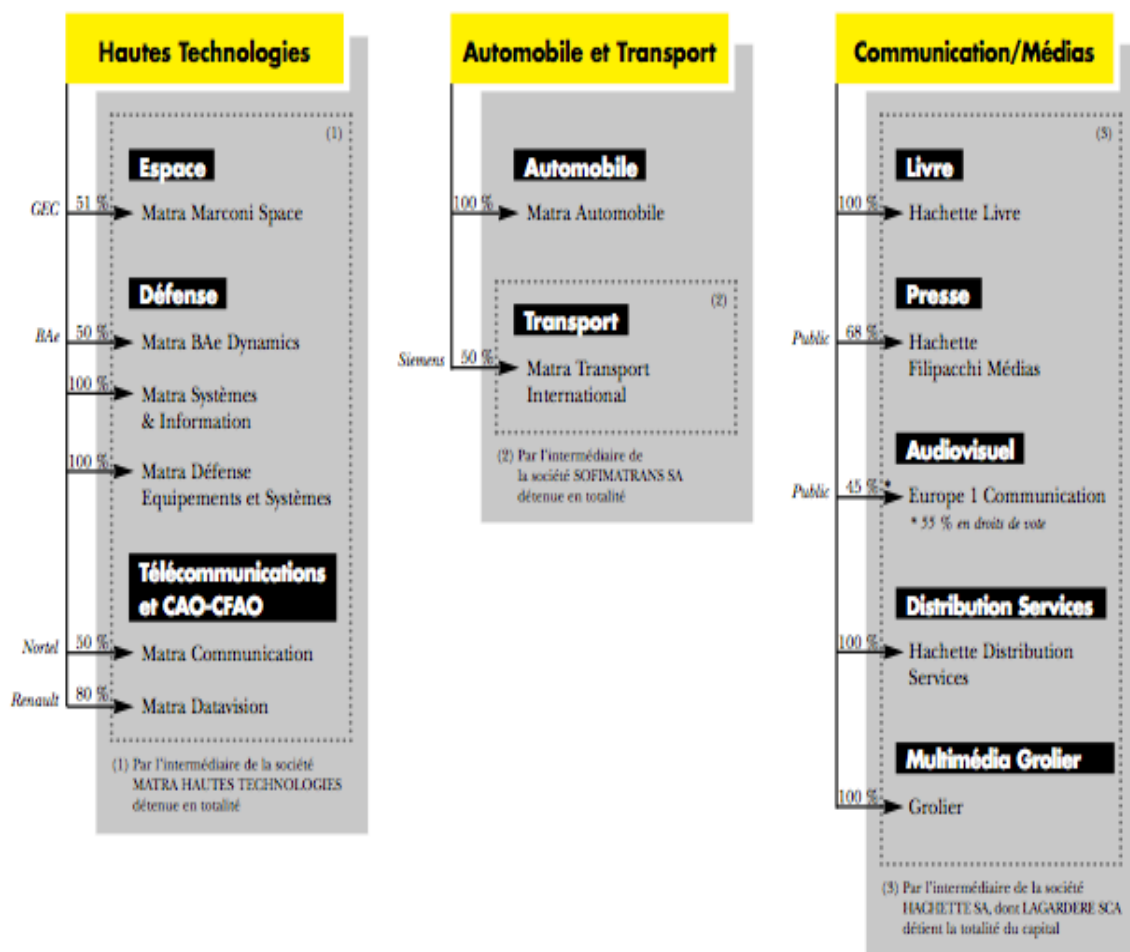 Hautes Technologies
(1)
Espace
GEC 51 % Matra Marconi Space
Défense
BAe 50 % Matra BAe Dynamics
100 % Matra Systèmes
& Information
100 % Matra Défense
Equipements et Systèmes
Télécommunications
et CAO-CFAO
Nortel 50 % Matra Communication
Renault 80 % Matra Datavision
(1) Par l'intermédiaire de la société
MATRA HAUTES TECHNOLOGIES
détenue en totalité
Automobile et Transport
Automobile
100 % Matra Automobile
(2)
Transport
Siemens 50 % Matra Transport
International
(2) Par l'intermédiaire de
la société SOFIMATRANS SA
détenue en totalité
Communication/Médias
(3)
Livre
100 % Hachette Livre
Presse
Public 68 % Hachette
Filipacchi Médias
Audiovisuel
Public 45 % * Europe 1 Communication
* 55 % en droits de vote
Distribution Services
100 % Hachette Distribution
Services
Multimédia Grolier
100 % Grolier
(3) Par l'intermédiaire de la société
HACHETTE SA, dont LAGARDERE SCA
détient la totalité du capital